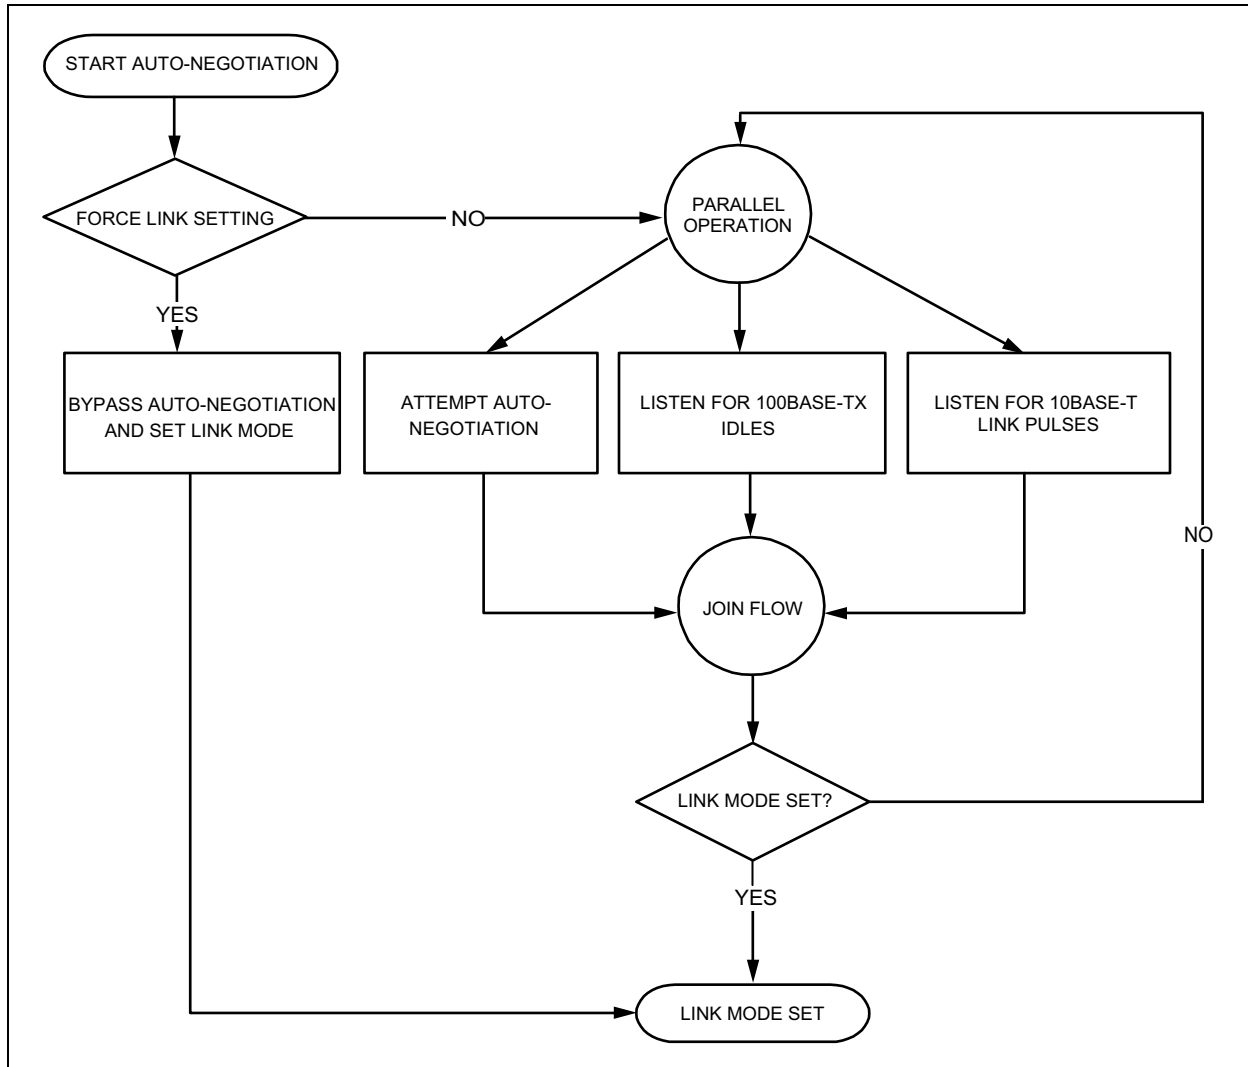 START AUTO-NEGOTIATION
FORCE LINK SETTING
NO
PARALLEL
OPERATION
YES
BYPASS AUTO-NEGOTIATION
AND SET LINK MODE
ATTEMPT AUTO-
NEGOTIATION
LISTEN FOR 100BASE-TX
IDLES
LISTEN FOR 10BASE-T
LINK PULSES
NO
JOIN FLOW
LINK MODE SET?
YES
LINK MODE SET